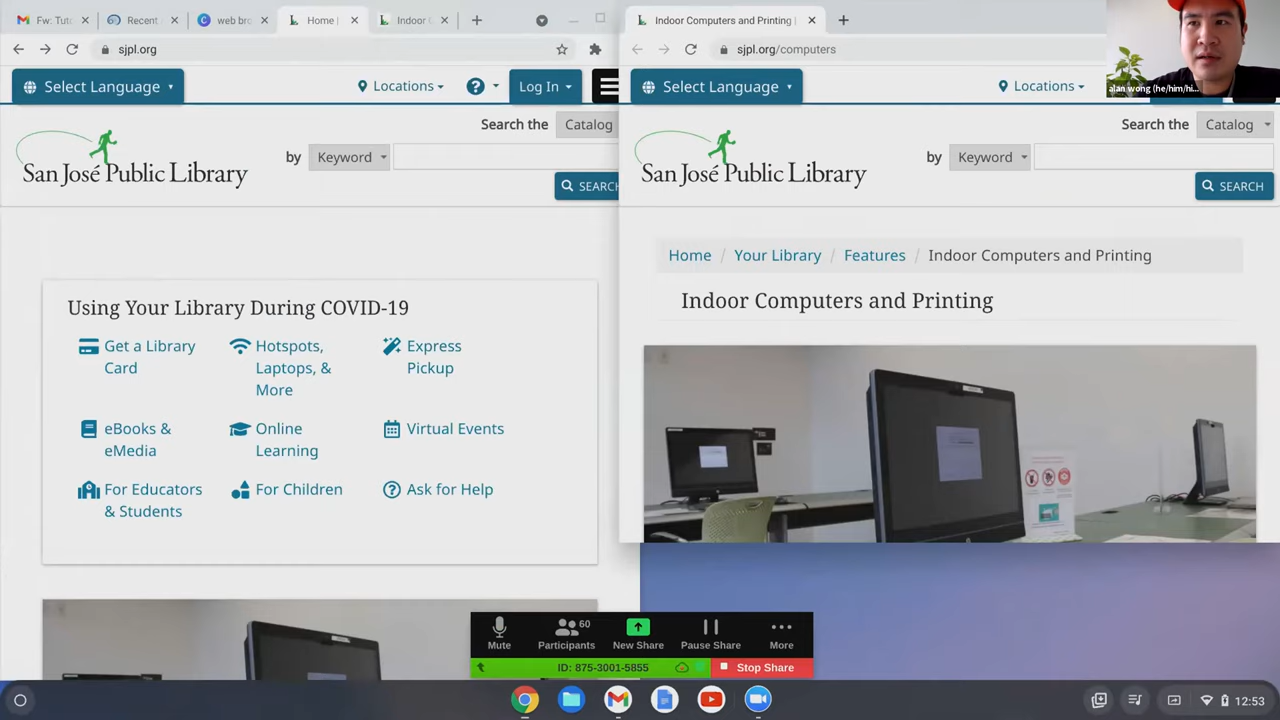 Fw: Tuto
Recent
web bro
Home |
Indoor C
sjpl.org
Select Language
Locations
Log In
Search the
Catalog
San José Public Library
by
Keyword
SEARCH
Using Your Library During COVID-19
Get a Library
Card
Hotspots,
Laptops, &
More
Express
Pickup
eBooks &
eMedia
Online
Learning
Virtual Events
For Educators
& Students
For Children
Ask for Help
Indoor Computers and Printing |
sjpl.org/computers
Select Language
Locations
alan wong (he/him/hi...
Search the
Catalog
San José Public Library
by
Keyword
SEARCH
Home / Your Library / Features / Indoor Computers and Printing
Indoor Computers and Printing
Mute
Participants
60
New Share
Pause Share
More
ID: 875-3001-5855
Stop Share
12:53